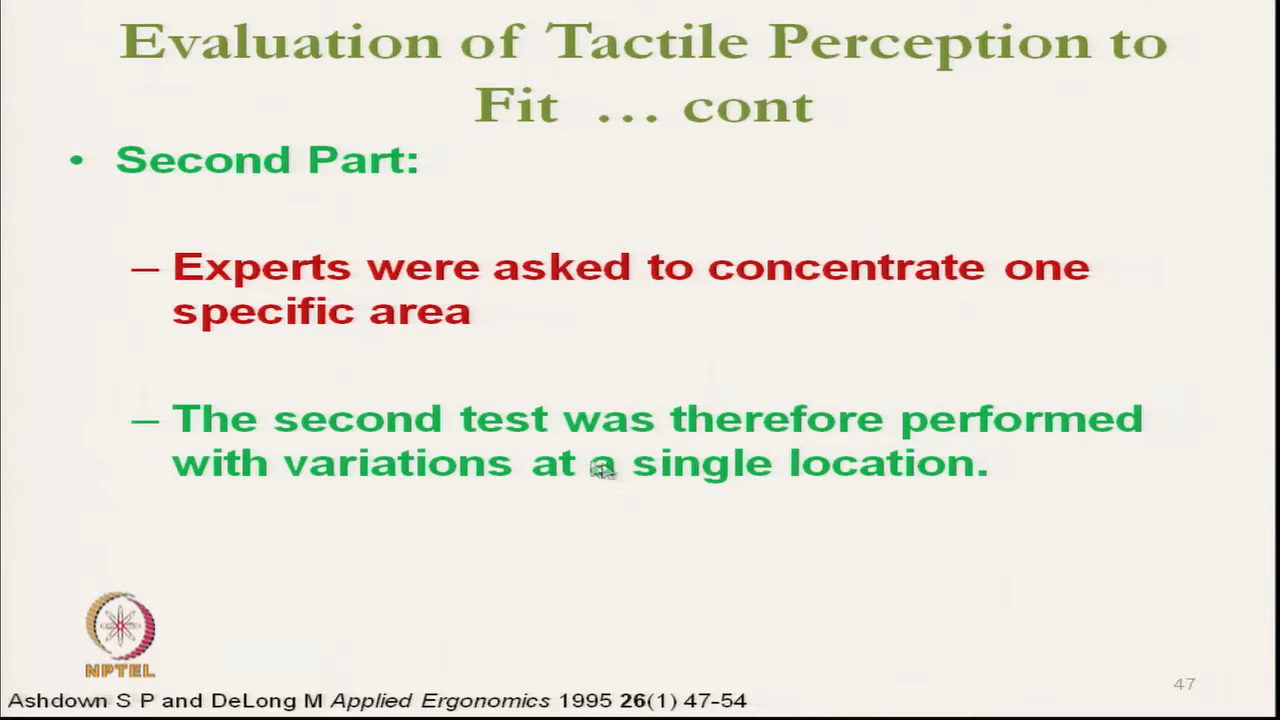 Evaluation of Tactile Perception to
Fit ... cont
• Second Part:
– Experts were asked to concentrate one
specific area
– The second test was therefore performed
with variations at a single location.
NPTEL
47
Ashdown S P and DeLong M Applied Ergonomics 1995 26(1) 47-54